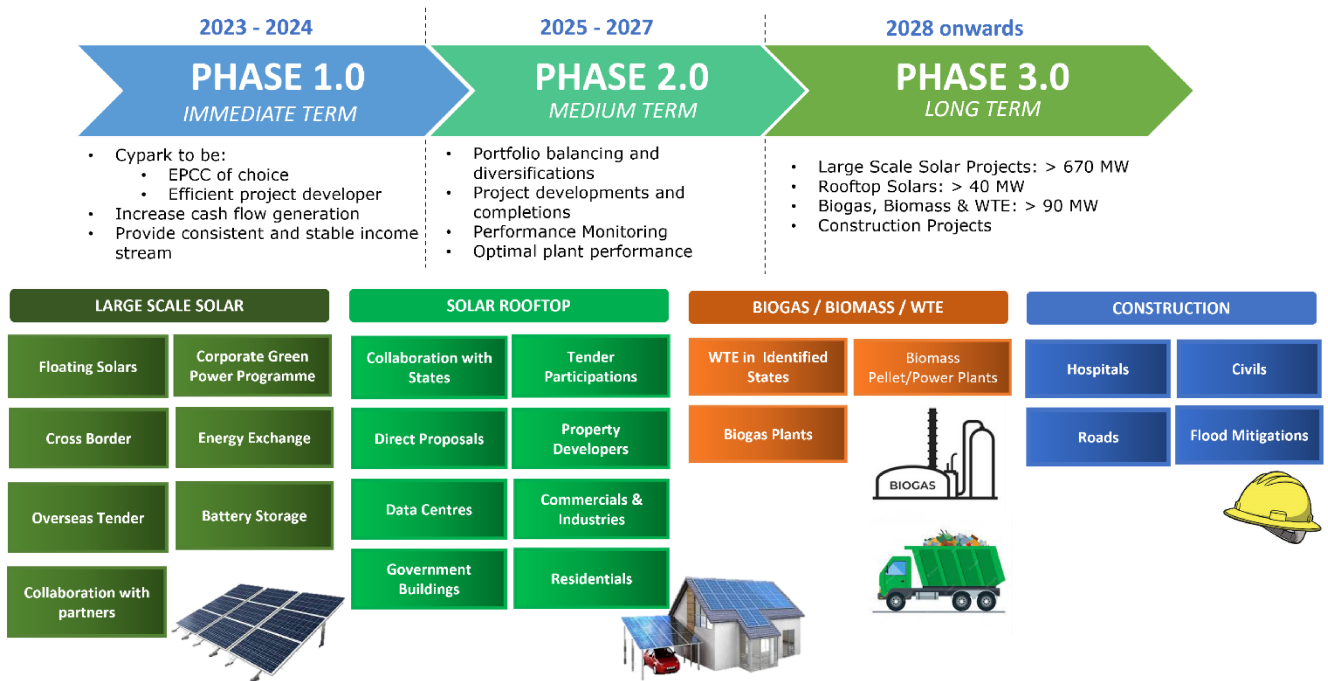 2023 - 2024
PHASE 1.0
IMMEDIATE TERM
2025 - 2027
PHASE 2.0
MEDIUM TERM
2028 onwards
PHASE 3.0
LONG TERM
• Cypark to be:
• EPCC of choice
• Efficient project developer
• Increase cash flow generation
• Provide consistent and stable income
stream
• Portfolio balancing and
diversifications
• Project developments and
completions
• Performance Monitoring
• Optimal plant performance
• Large Scale Solar Projects: > 670 MW
• Rooftop Solars: > 40 MW
• Biogas, Biomass & WTE: > 90 MW
• Construction Projects
LARGE SCALE SOLAR
Floating Solars
Corporate Green
Power Programme
Cross Border
Energy Exchange
Overseas Tender
Battery Storage
Collaboration with
partners
SOLAR ROOFTOP
Collaboration with
States
Tender
Participations
Direct Proposals
Property
Developers
Data Centres
Commercials &
Industries
Government
Buildings
Residentials
BIOGAS / BIOMASS / WTE
WTE in Identified
States
Biomass
Pellet/Power Plants
Biogas Plants
BIOGAS
CONSTRUCTION
Hospitals
Civils
Roads
Flood Mitigations